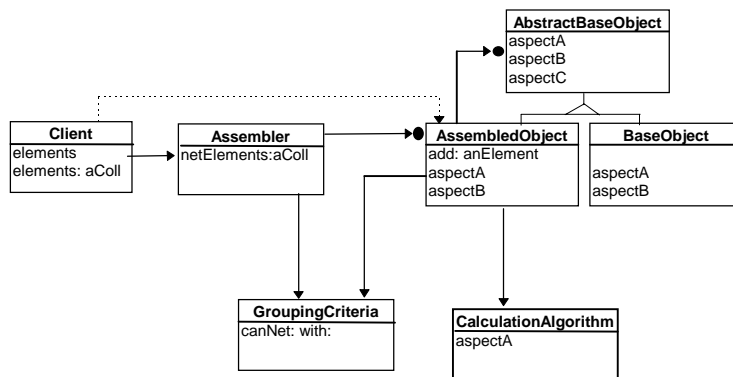 AbstractBaseObject
aspectA
aspectB
aspectC
Client
elements
elements: aColl
Assembler
netElements:aColl
AssembledObject
add: anElement
aspectA
aspectB
BaseObject
aspectA
aspectB
GroupingCriteria
canNet: with:
CalculationAlgorithm
aspectA